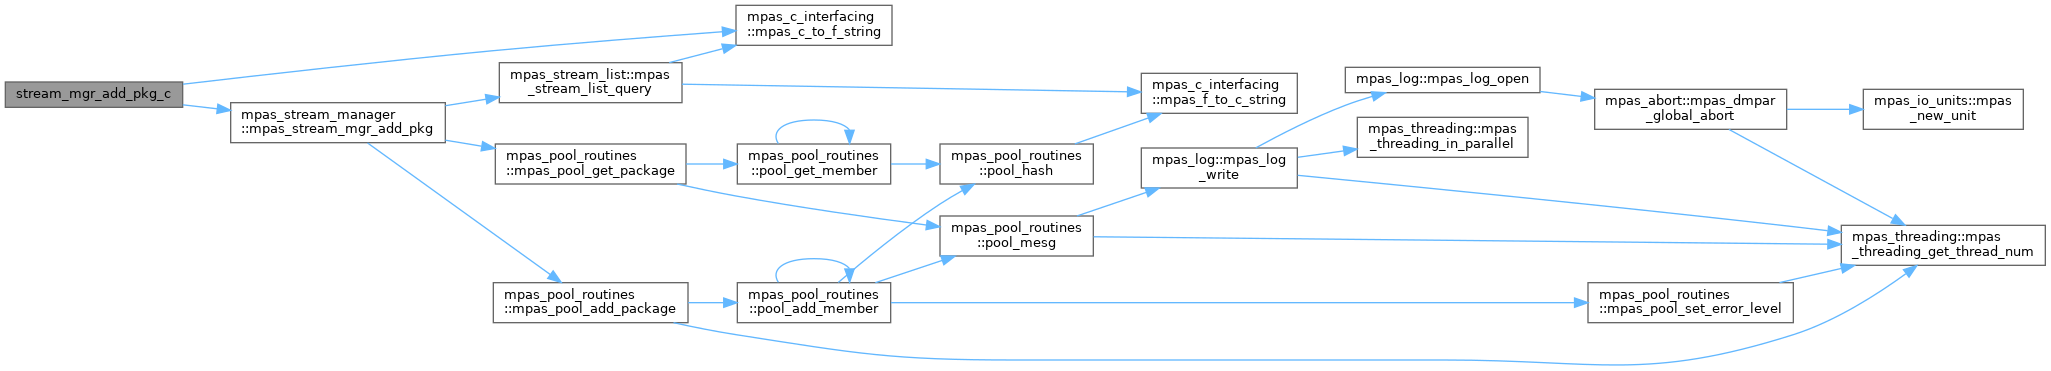 stream_mgr_add_pkg_c
mpas_c_interfacing
::mpas_c_to_f_string
mpas_stream_manager
::mpas_stream_mgr_add_pkg
mpas_stream_list::mpas
_stream_list_query
mpas_c_interfacing
::mpas_f_to_c_string
mpas_pool_routines
::mpas_pool_get_package
mpas_pool_routines
::pool_get_member
mpas_pool_routines
::pool_hash
mpas_pool_routines
::pool_mesg
mpas_log::mpas_log
_write
mpas_log::mpas_log_open
mpas_threading::mpas
_threading_in_parallel
mpas_abort::mpas_dmpar
_global_abort
mpas_io_units::mpas
_new_unit
mpas_threading::mpas
_threading_get_thread_num
mpas_pool_routines
::mpas_pool_add_package
mpas_pool_routines
::pool_add_member
mpas_pool_routines
::mpas_pool_set_error_level